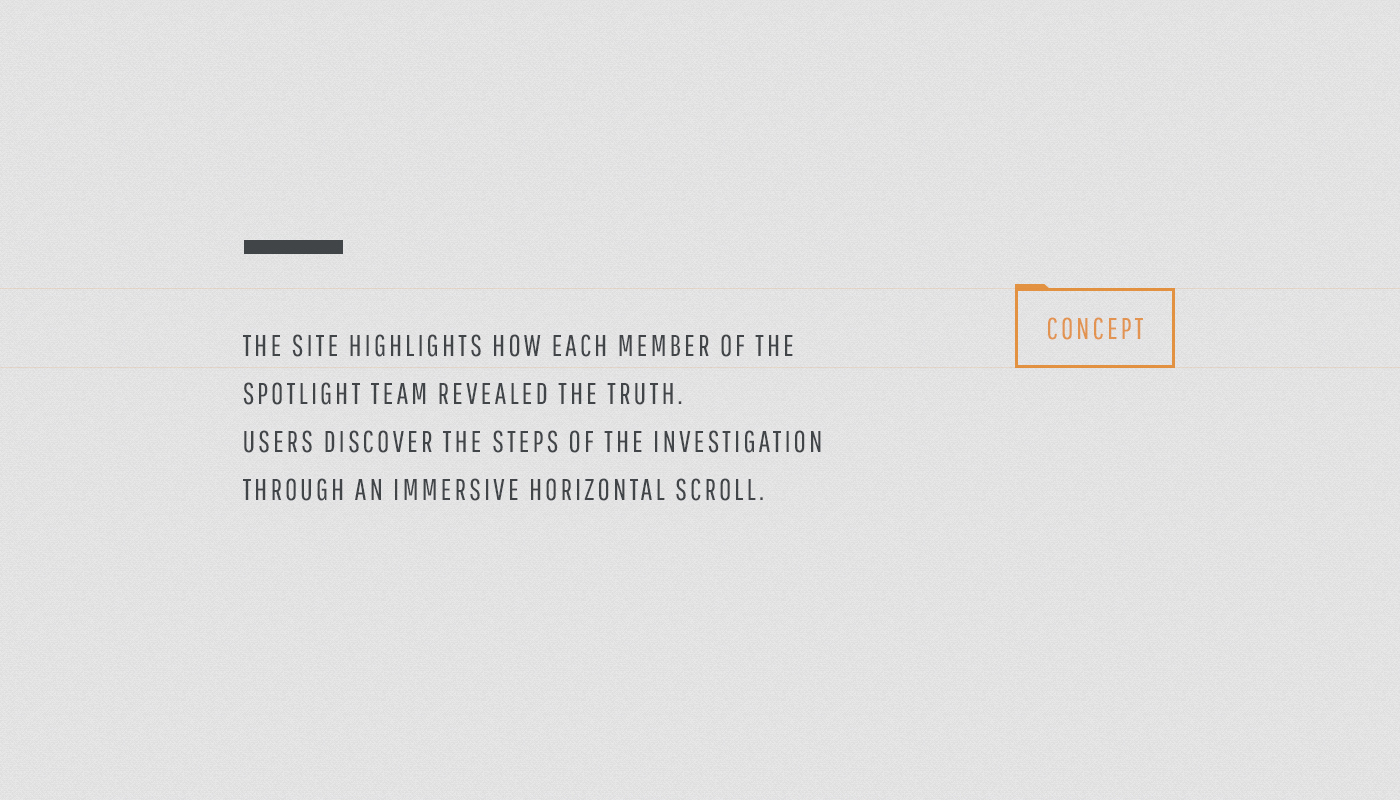 CONCEPT
THE SITE HIGHLIGHTS HOW EACH MEMBER OF THE
SPOTLIGHT TEAM REVEALED THE TRUTH.
USERS DISCOVER THE STEPS OF THE INVESTIGATION
THROUGH AN IMMERSIVE HORIZONTAL SCROLL.